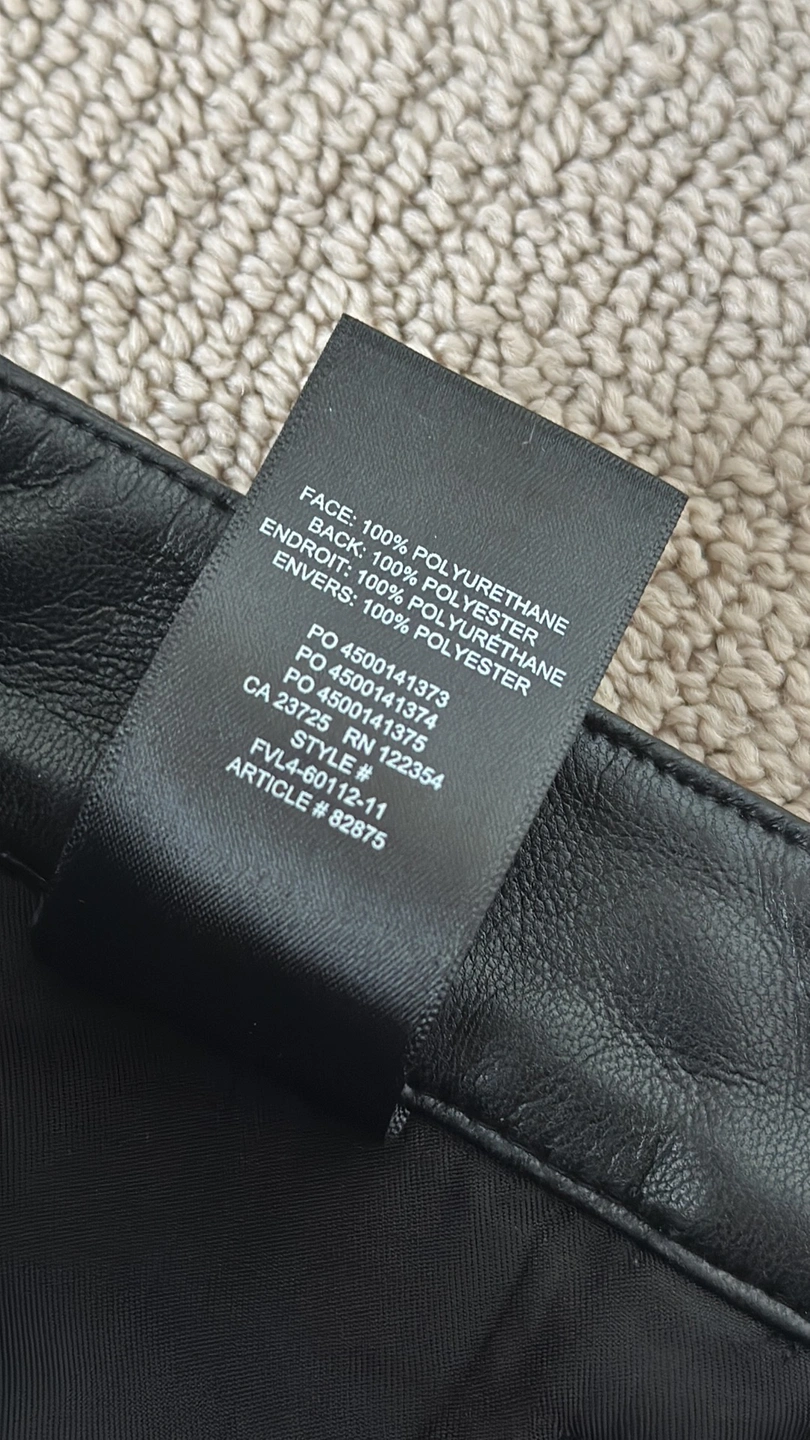 FACE: 100% POLYURETHANE
BACK: 100% POLYESTER
ENDROIT: 100% POLYURÉTHANE
ENVERS: 100% POLYESTER
PO 4500141373
PO 4500141374
PO 4500141375
CA 23725 RN 122354
STYLE #
FVL4-60112-11
ARTICLE # 82875